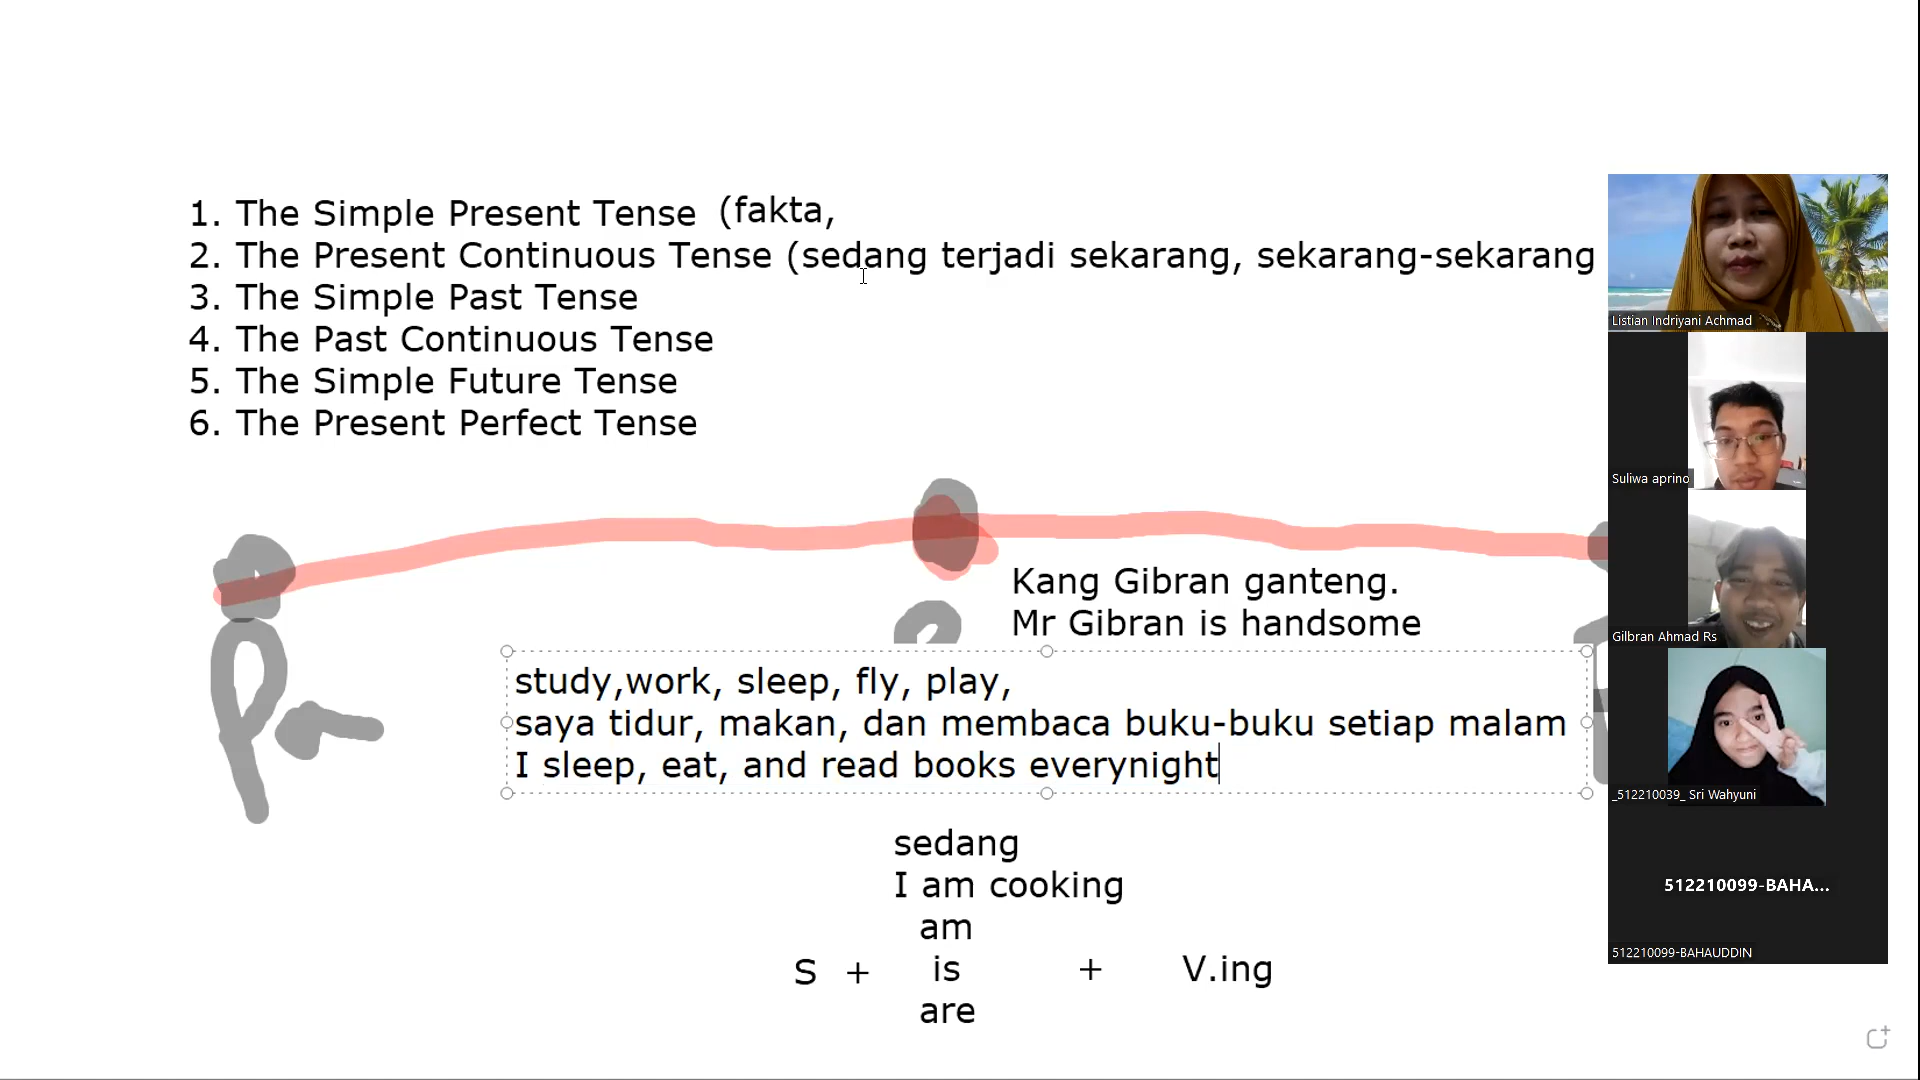 1. The Simple Present Tense (fakta,
2. The Present Continuous Tense (sedang terjadi sekarang, sekarang-sekarang
3. The Simple Past Tense
4. The Past Continuous Tense
5. The Simple Future Tense
6. The Present Perfect Tense
Kang Gibran ganteng.
Mr Gibran is handsome
study,work, sleep, fly, play,
saya tidur, makan, dan membaca buku-buku setiap malam
I sleep, eat, and read books everynight
sedang
I am cooking
am
S + is + V.ing
are
Listian Indriyani Achmad
Suliwa aprino
Gilbran Ahmad Rs
_512210039_ Sri Wahyuni
512210099-BAHA...
512210099-BAHAUDDIN